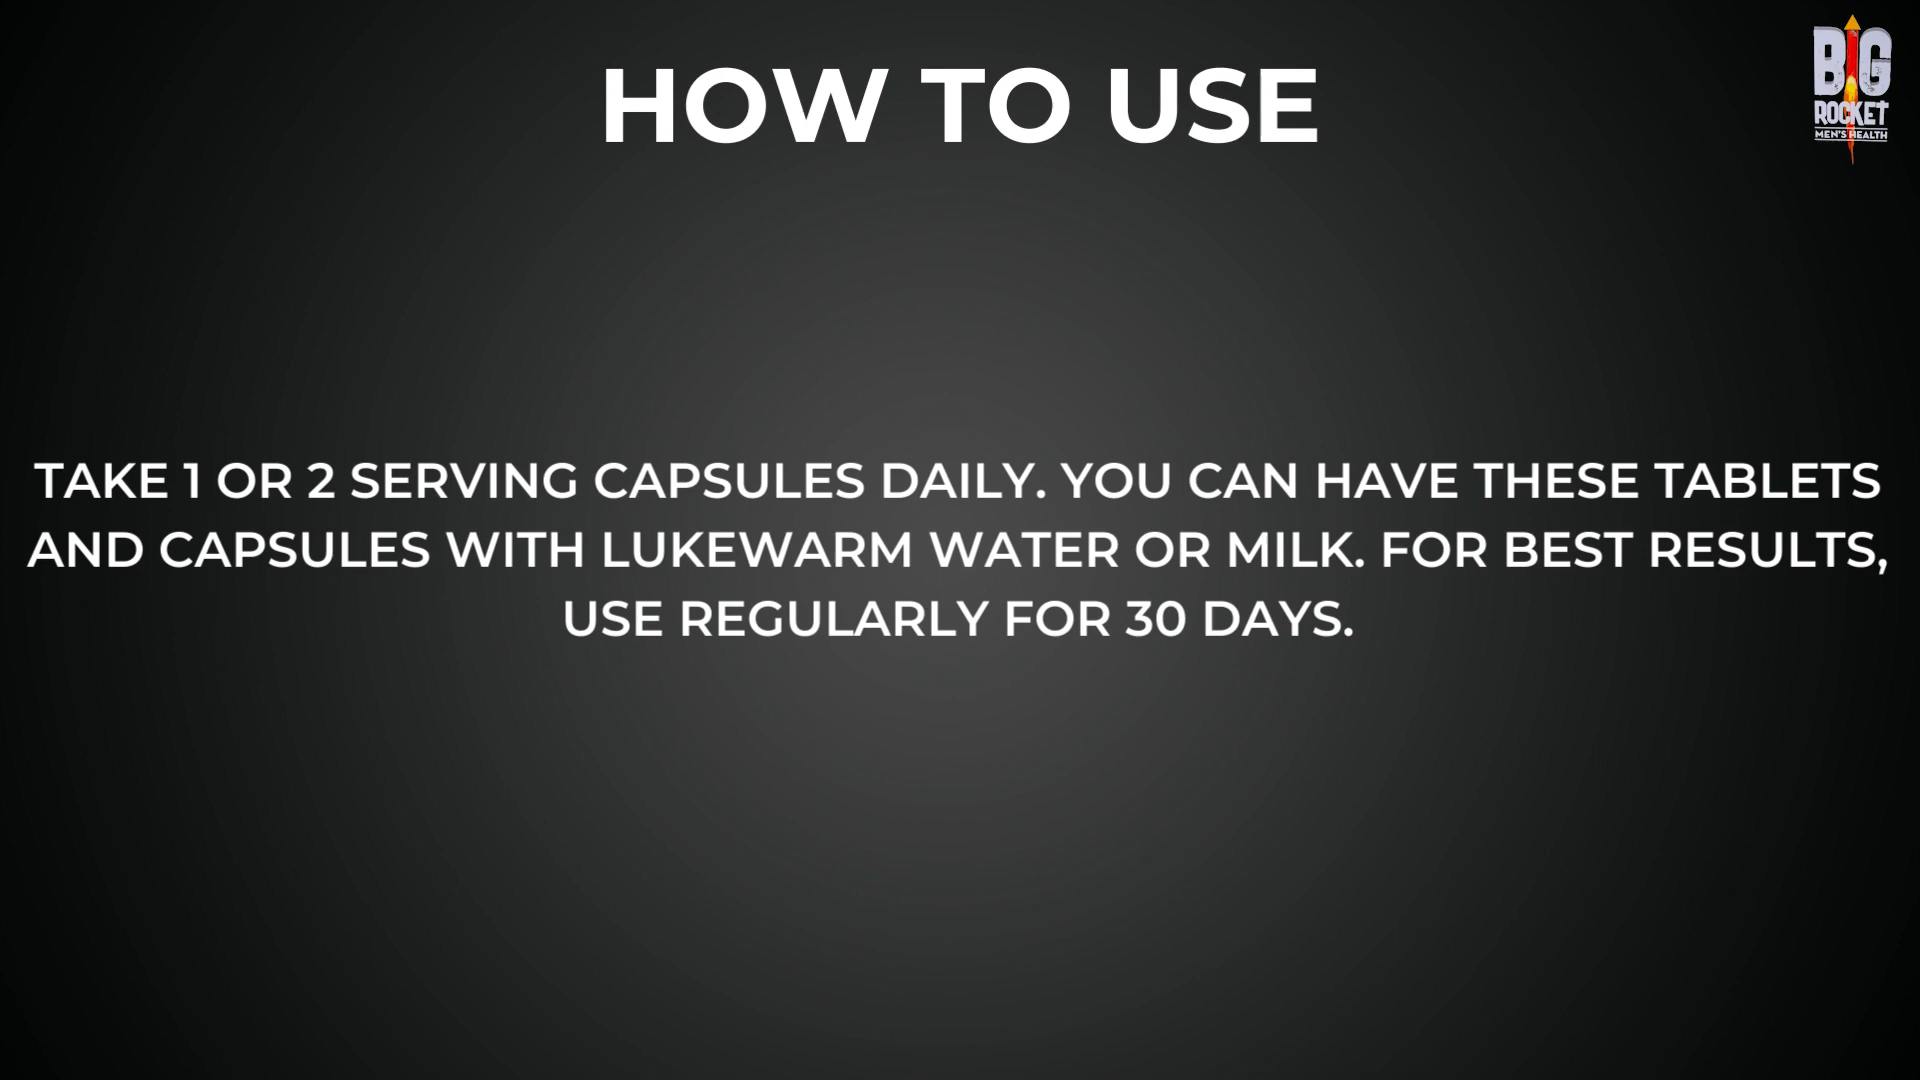 HOW TO USE
BIG
ROCKET
MEN'S HEALTH
TAKE 1 OR 2 SERVING CAPSULES DAILY. YOU CAN HAVE THESE TABLETS
AND CAPSULES WITH LUKEWARM WATER OR MILK. FOR BEST RESULTS,
USE REGULARLY FOR 30 DAYS.